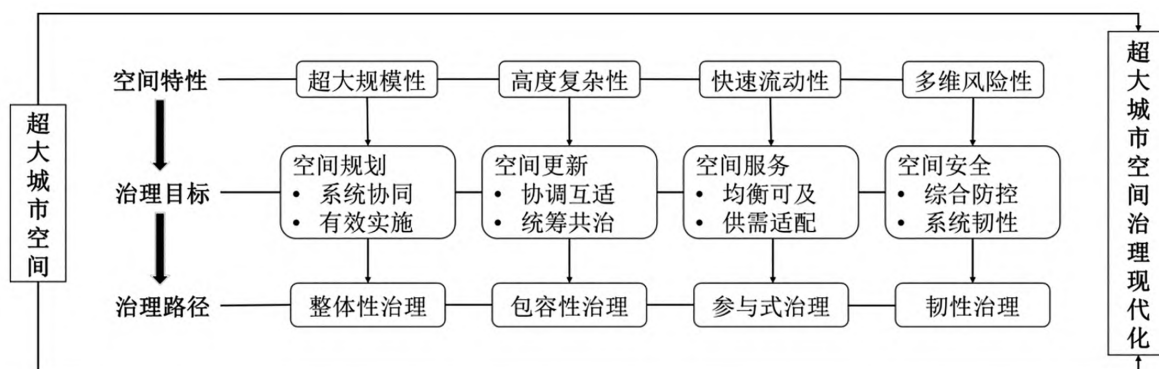 超大城市空间
空间特性
超大规模性
高度复杂性
快速流动性
多维风险性
治理目标
空间规划
• 系统协同
• 有效实施
空间更新
• 协调互适
• 统筹共治
空间服务
• 均衡可及
• 供需适配
空间安全
• 综合防控
• 系统韧性
治理路径
整体性治理
包容性治理
参与式治理
韧性治理
超大城市空间治理现代化